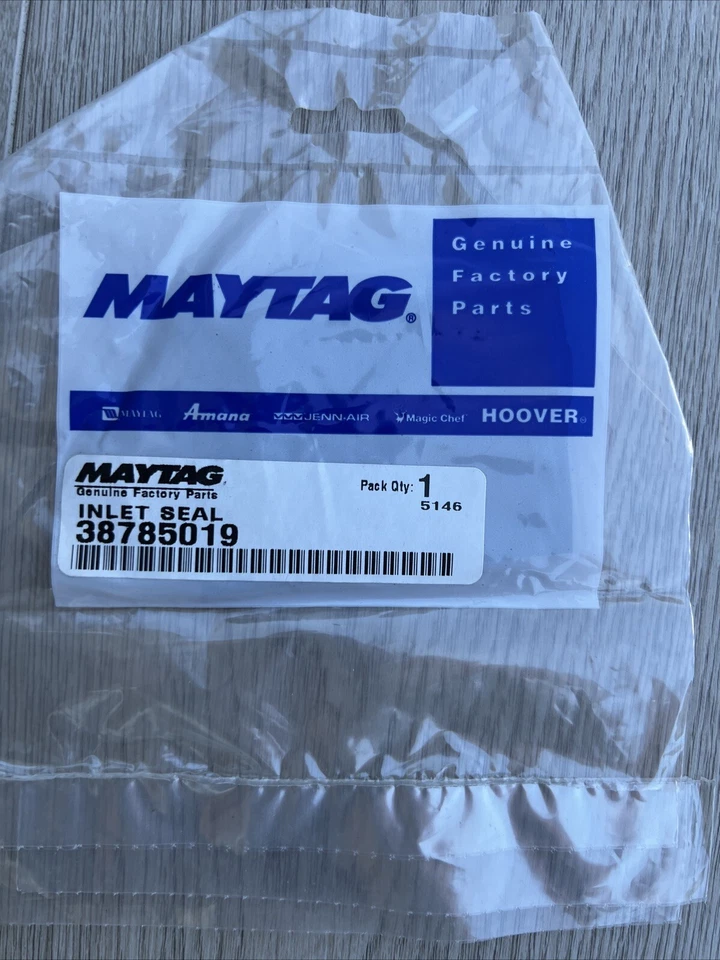 Genuine
Factory
Parts
MAYTAG®
MAYTAG Amana JENN-AIR Magic Chef HOOVER
MAYTAG
Genuine Factory Parts
Pack Qty: 1
5146
INLET SEAL
38785019